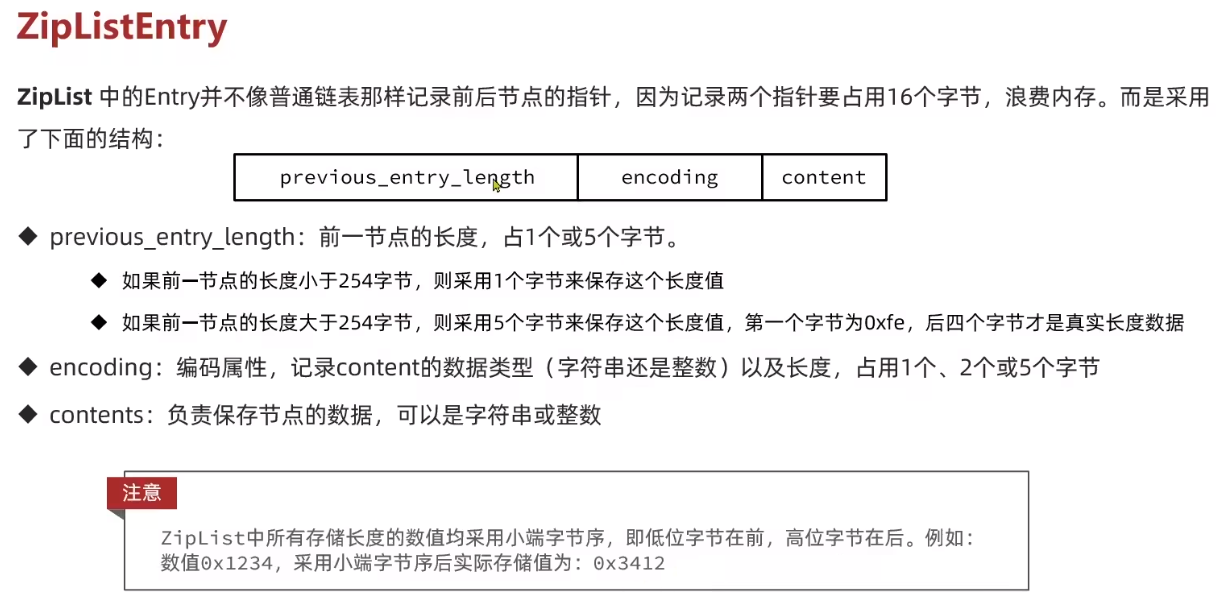 ZipListEntry
ZipList 中的Entry并不像普通链表那样记录前后节点的指针，因为记录两个指针要占用16个字节，浪费内存。而是采用
了下面的结构：
previous_entry_length encoding content
◆ previous_entry_length：前一节点的长度，占1个或5个字节。
◆ 如果前一节点的长度小于254字节，则采用1个字节来保存这个长度值
◆ 如果前一节点的长度大于254字节，则采用5个字节来保存这个长度值，第一个字节为0xfe，后四个字节才是真实长度数据
◆ encoding：编码属性，记录content的数据类型（字符串还是整数）以及长度，占用1个、2个或5个字节
◆ contents：负责保存节点的数据，可以是字符串或整数
注意
ZipList中所有存储长度的数值均采用小端字节序，即低位字节在前，高位字节在后。例如：
数值0x1234，采用小端字节序后实际存储值为：0x3412